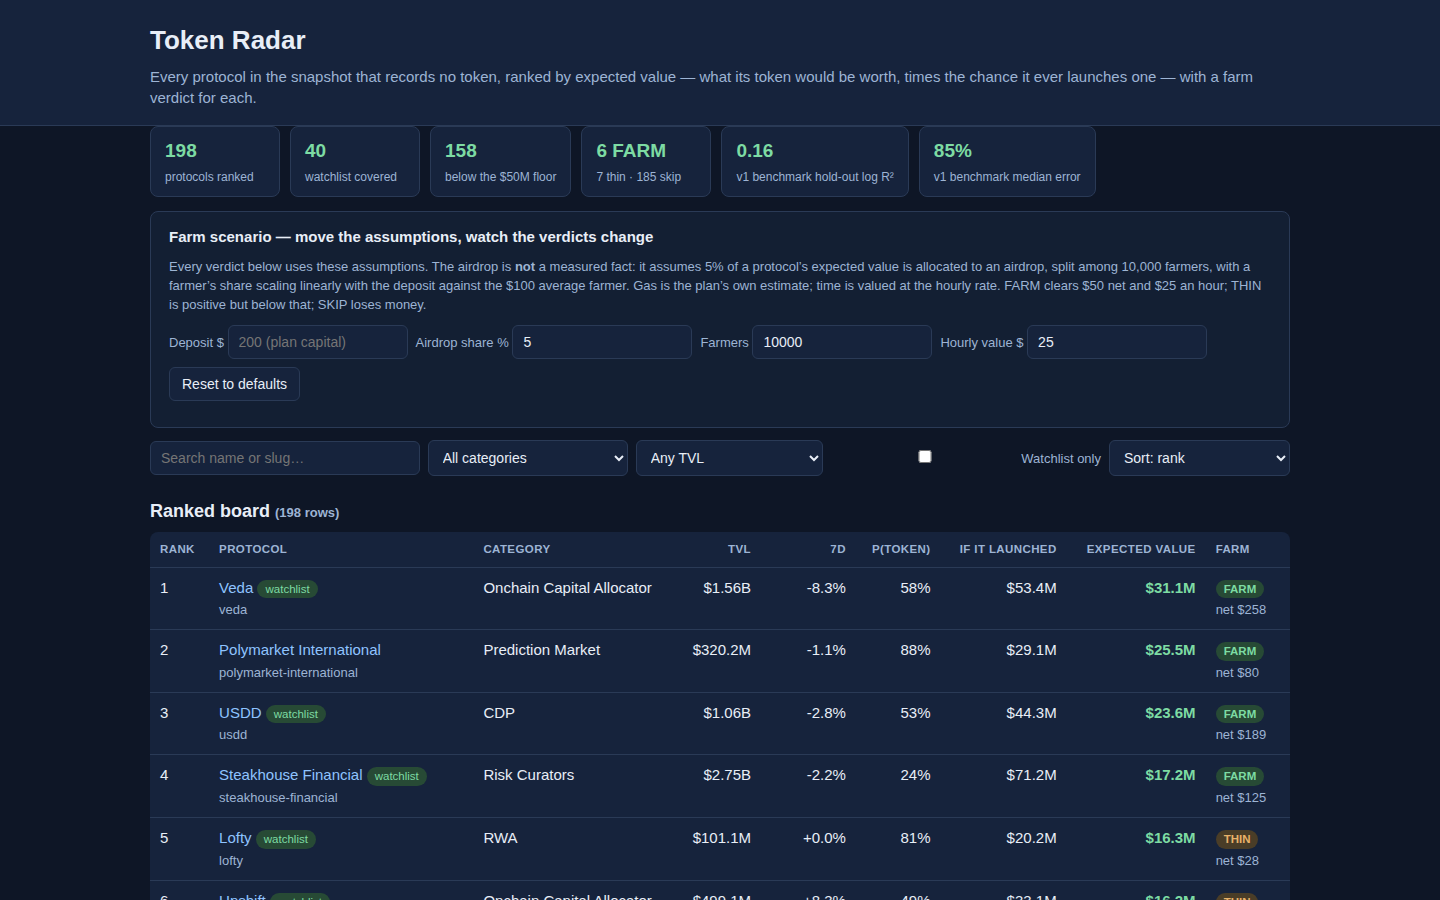 Token Radar
Every protocol in the snapshot that records no token, ranked by expected value — what its token would be worth, times the chance it ever launches one — with a farm
verdict for each.
198
protocols ranked
40
watchlist covered
158
below the $50M floor
6 FARM
7 thin · 185 skip
0.16
v1 benchmark hold-out log R²
85%
v1 benchmark median error
Farm scenario — move the assumptions, watch the verdicts change
Every verdict below uses these assumptions. The airdrop is not a measured fact: it assumes 5% of a protocol’s expected value is allocated to an airdrop, split among 10,000 farmers, with a
farmer’s share scaling linearly with the deposit against the $100 average farmer. Gas is the plan’s own estimate; time is valued at the hourly rate. FARM clears $50 net and $25 an hour; THIN
is positive but below that; SKIP loses money.
Deposit $ 200 (plan capital) Airdrop share % 5 Farmers 10000 Hourly value $ 25
Reset to defaults
Search name or slug… All categories Any TVL Watchlist only Sort: rank
Ranked board (198 rows)
RANK PROTOCOL CATEGORY TVL 7D P(TOKEN) IF IT LAUNCHED EXPECTED VALUE FARM
1 Veda watchlist Onchain Capital Allocator $1.56B -8.3% 58% $53.4M $31.1M FARM
veda net $258
2 Polymarket International Prediction Market $320.2M -1.1% 88% $29.1M $25.5M FARM
polymarket-international net $80
3 USDD watchlist CDP $1.06B -2.8% 53% $44.3M $23.6M FARM
usdd net $189
4 Steakhouse Financial watchlist Risk Curators $2.75B -2.2% 24% $71.2M $17.2M FARM
steakhouse-financial net $125
5 Lofty watchlist RWA $101.1M +0.0% 81% $20.2M $16.3M THIN
lofty net $28